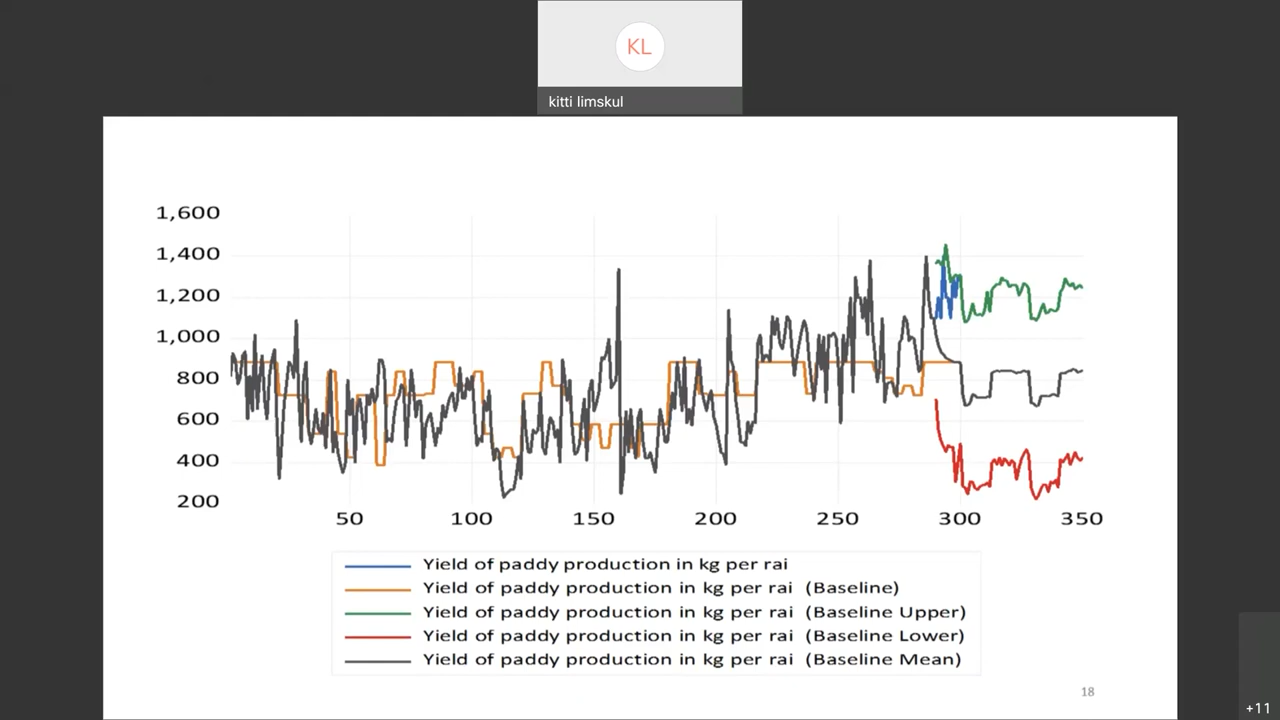 KL
kitti limskul
1,600
1,400
1,200
1,000
800
600
400
200
50 100 150 200 250 300 350
Yield of paddy production in kg per rai
Yield of paddy production in kg per rai (Baseline)
Yield of paddy production in kg per rai (Baseline Upper)
Yield of paddy production in kg per rai (Baseline Lower)
Yield of paddy production in kg per rai (Baseline Mean)
18
+11